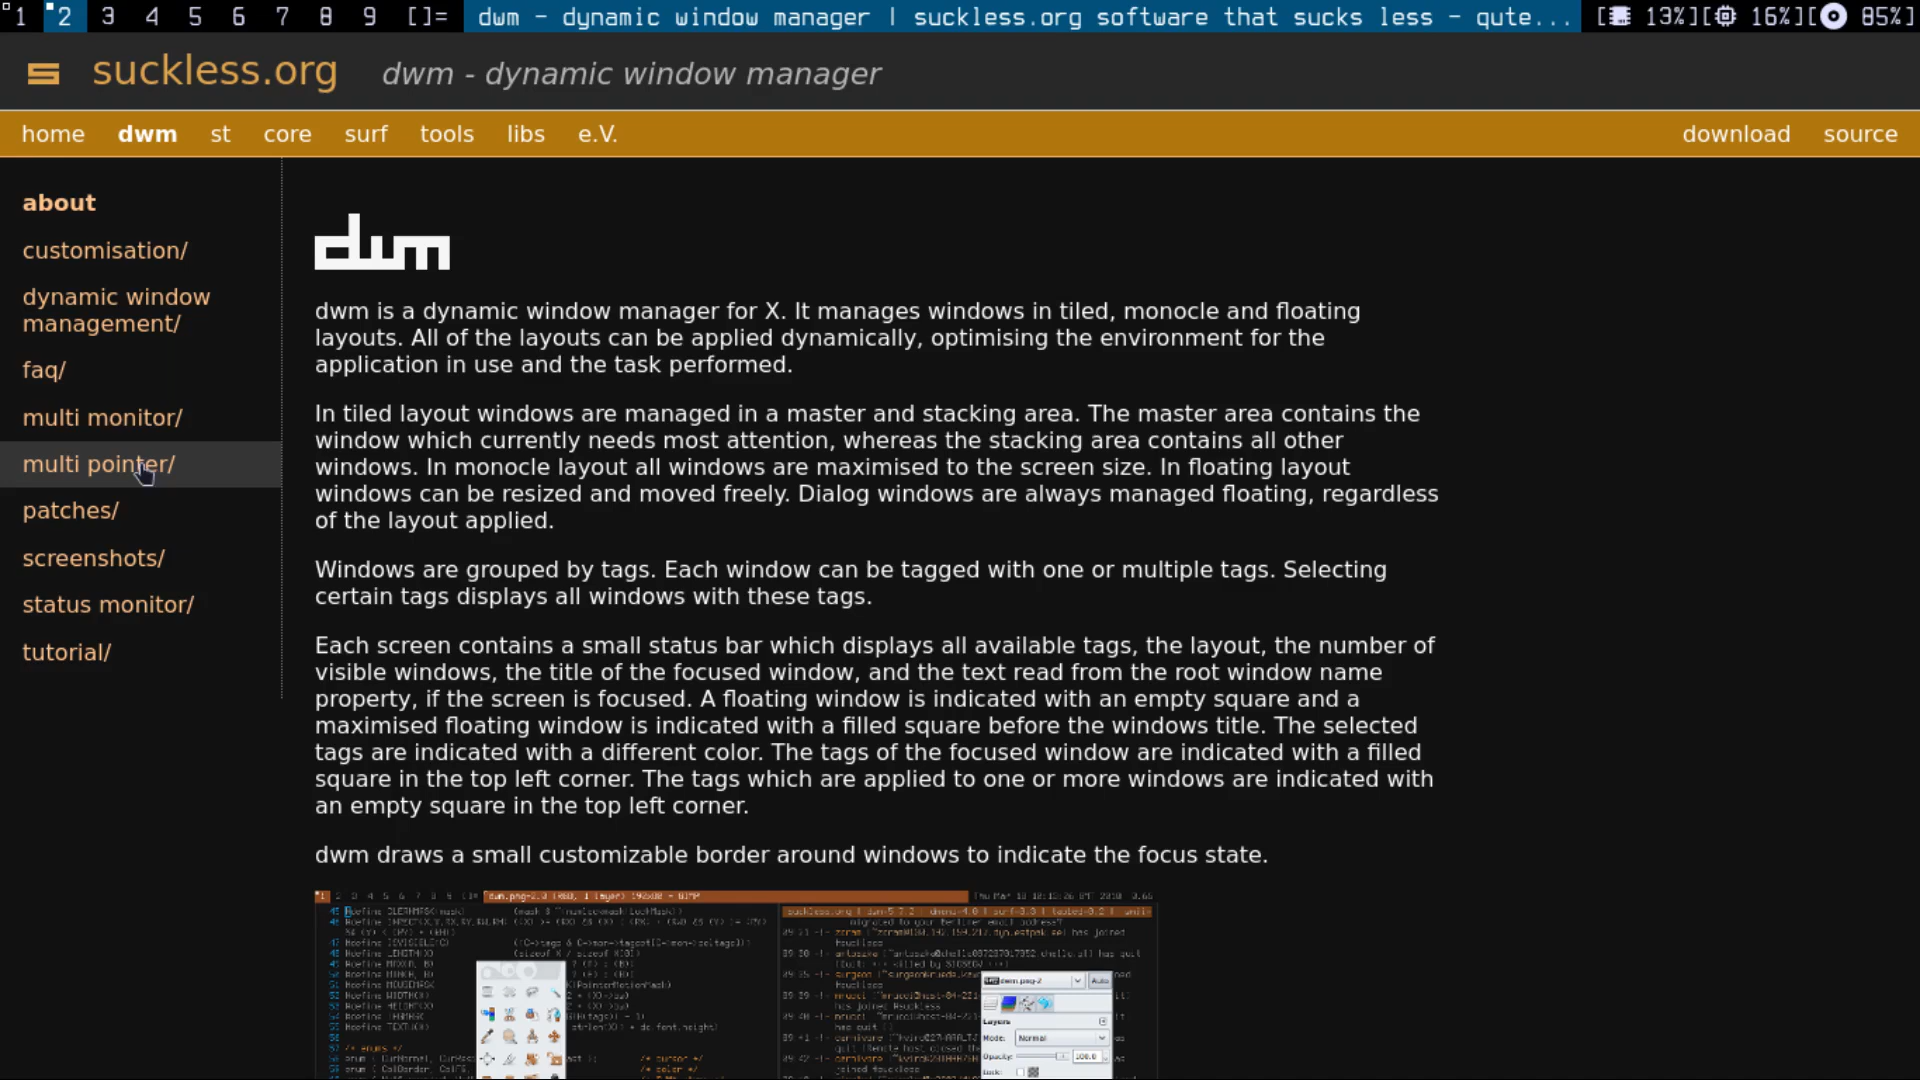 1 2 3 4 5 6 7 8 9 []= dwm - dynamic window manager | suckless.org software that sucks less - qute... [ 13%][ 16%][ 85%]
suckless.org dwm - dynamic window manager
home dwm st core surf tools libs e.V. download source
about
customisation/
dynamic window
management/
faq/
multi monitor/
multi pointer/
patches/
screenshots/
status monitor/
tutorial/
dwm
dwm is a dynamic window manager for X. It manages windows in tiled, monocle and floating
layouts. All of the layouts can be applied dynamically, optimising the environment for the
application in use and the task performed.
In tiled layout windows are managed in a master and stacking area. The master area contains the
window which currently needs most attention, whereas the stacking area contains all other
windows. In monocle layout all windows are maximised to the screen size. In floating layout
windows can be resized and moved freely. Dialog windows are always managed floating, regardless
of the layout applied.
Windows are grouped by tags. Each window can be tagged with one or multiple tags. Selecting
certain tags displays all windows with these tags.
Each screen contains a small status bar which displays all available tags, the layout, the number of
visible windows, the title of the focused window, and the text read from the root window name
property, if the screen is focused. A floating window is indicated with an empty square and a
maximised floating window is indicated with a filled square before the windows title. The selected
tags are indicated with a different color. The tags of the focused window are indicated with a filled
square in the top left corner. The tags which are applied to one or more windows are indicated with
an empty square in the top left corner.
dwm draws a small customizable border around windows to indicate the focus state.
dwm.png-2
Auto
Layers
Mode: Normal
Opacity: 100.0
Lock: